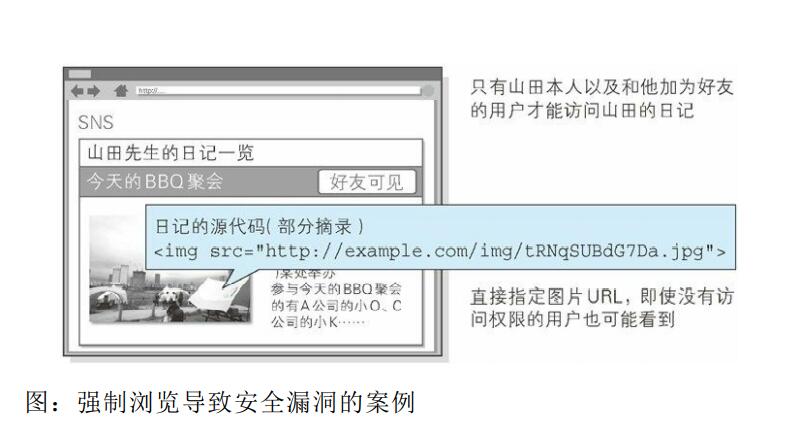 http://...
只有山田本人以及和他加为好友
的用户才能访问山田的日记
SNS
山田先生的日记一览
今天的BBQ聚会
好友可见
日记的源代码(部分摘录)
<img src="http://example.com/img/tRNqSUBdG7Da.jpg">
某处举办
参与今天的BBQ聚会
的有A公司的小O、C
公司的小K……
直接指定图片URL，即使没有访
问权限的用户也可能看到
图：强制浏览导致安全漏洞的案例